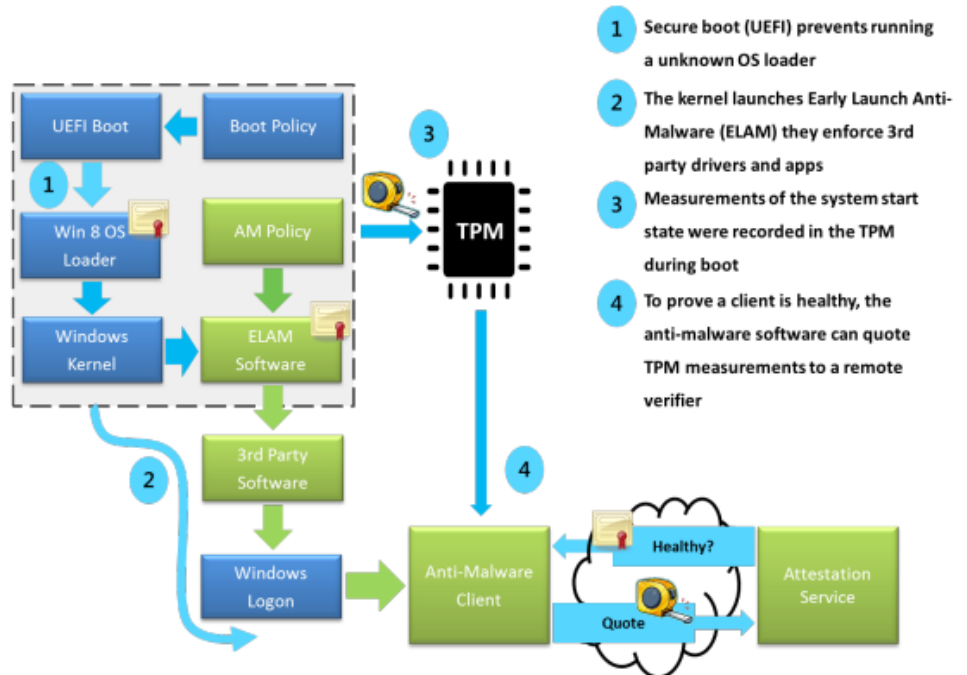 1
Secure boot (UEFI) prevents running
a unknown OS loader
2
The kernel launches Early Launch Anti-
Malware (ELAM) they enforce 3rd
party drivers and apps
3
Measurements of the system start
state were recorded in the TPM
during boot
4
To prove a client is healthy, the
anti-malware software can quote
TPM measurements to a remote
verifier
UEFI Boot
Boot Policy
3
1
Win 8 OS
Loader
AM Policy
TPM
Windows
Kernel
ELAM
Software
2
3rd Party
Software
4
Windows
Logon
Anti-Malware
Client
Healthy?
Quote
Attestation
Service